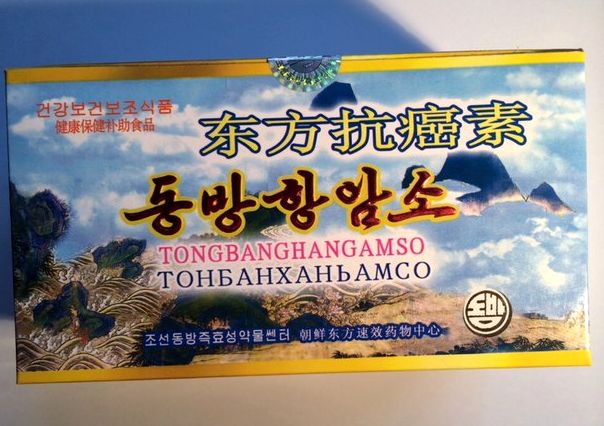 건강보건보조식품
健康保健补助食品
东方抗癌素
동방항암소
TONGBANGHANGAMSO
ТОНБАНХАНЬАМСО
동방
조선동방즉효성약물쎈터 朝鲜东方速效药物中心